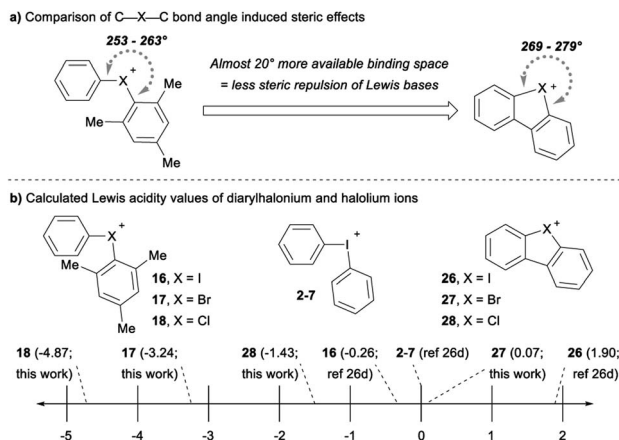 a) Comparison of C—X—C bond angle induced steric effects
253 - 263°
269 - 279°
Almost 20° more available binding space
= less steric repulsion of Lewis bases
X
+
Me
Me
Me
X
+
b) Calculated Lewis acidity values of diarylhalonium and halolium ions
X
+
Me
Me
Me
16, X = I
17, X = Br
18, X = Cl
I
+
2-7
X
+
26, X = I
27, X = Br
28, X = Cl
18 (-4.87;
this work)
17 (-3.24;
this work)
28 (-1.43;
this work)
16 (-0.26;
ref 26d)
2-7 (ref 26d)
27 (0.07;
this work)
26 (1.90;
ref 26d)
-5 -4 -3 -2 -1 0 1 2